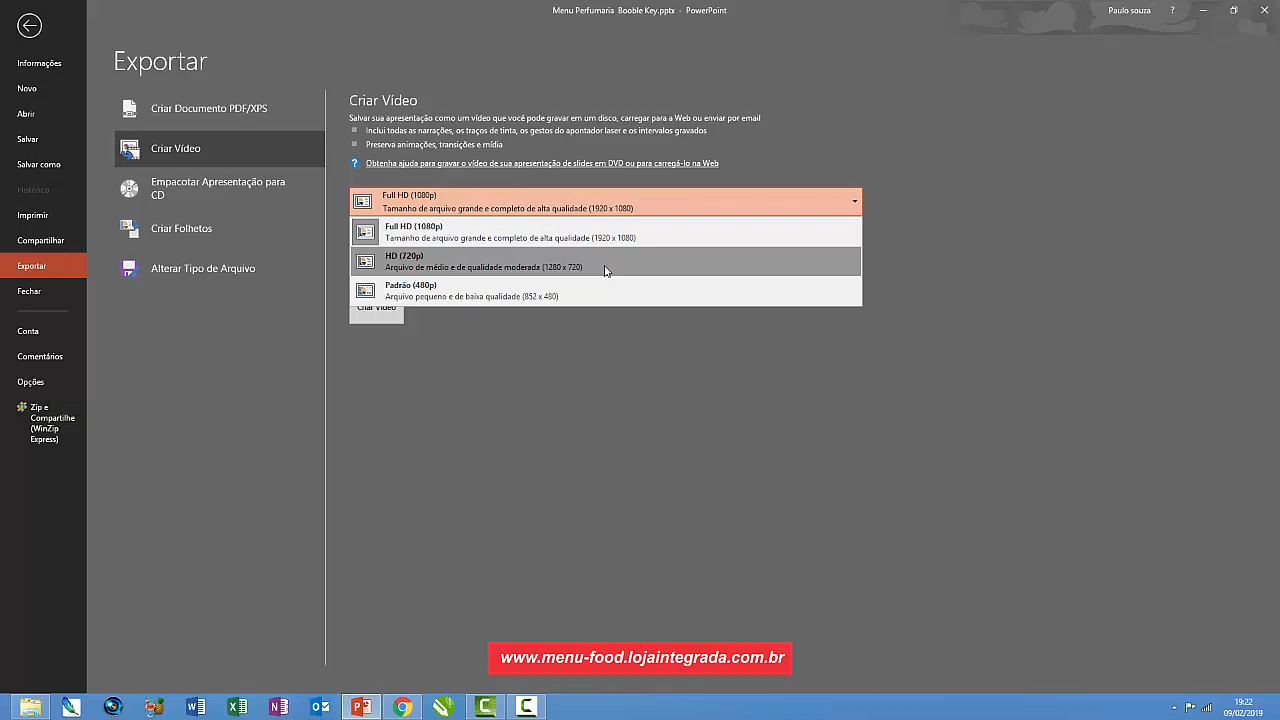 Menu Perfumaria Booble Key.pptx - PowerPoint
Paulo souza
?
Informações
Novo
Abrir
Salvar
Salvar como
Histórico
Imprimir
Compartilhar
Exportar
Fechar
Conta
Comentários
Opções
Zip e
Compartilhe
(WinZip
Express)
Exportar
Criar Documento PDF/XPS
Criar Vídeo
Empacotar Apresentação para
CD
Criar Folhetos
Alterar Tipo de Arquivo
Criar Vídeo
Salvar sua apresentação como um vídeo que você pode gravar em um disco, carregar para a Web ou enviar por email
Inclui todas as narrações, os traços de tinta, os gestos do apontador laser e os intervalos gravados
Preserva animações, transições e mídia
? Obtenha ajuda para gravar o vídeo de sua apresentação de slides em DVD ou para carregá-lo na Web
Full HD (1080p)
Tamanho de arquivo grande e completo de alta qualidade (1920 x 1080)
Full HD (1080p)
Tamanho de arquivo grande e completo de alta qualidade (1920 x 1080)
HD (720p)
Arquivo de médio e de qualidade moderada (1280 x 720)
Padrão (480p)
Arquivo pequeno e de baixa qualidade (852 x 480)
Criar Vídeo
www.menu-food.lojaintegrada.com.br
19:22
09/02/2019